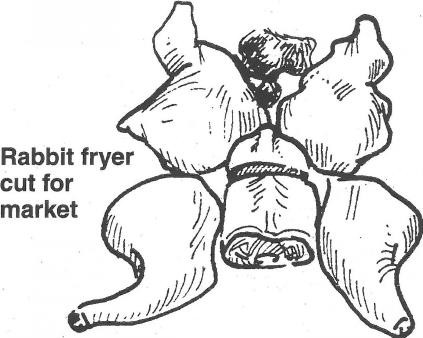 Rabbit fryer
cut for
market